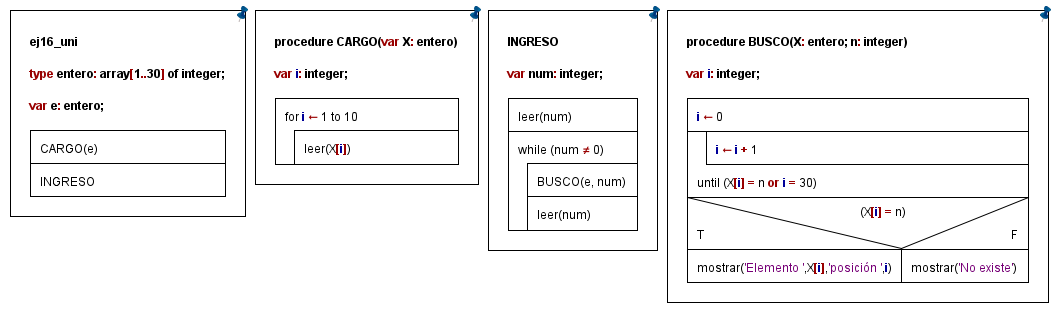 ej16_uni
type entero: array[1..30] of integer;
var e: entero;
CARGO(e)
INGRESO
procedure CARGO(var X: entero)
var i: integer;
for i ← 1 to 10
leer(X[i])
INGRESO
var num: integer;
leer(num)
while (num ≠ 0)
BUSCO(e, num)
leer(num)
procedure BUSCO(X: entero; n: integer)
var i: integer;
i ← 0
i ← i + 1
until (X[i] = n or i = 30)
(X[i] = n)
T
F
mostrar('Elemento ',X[i],'posición ',i)
mostrar('No existe')